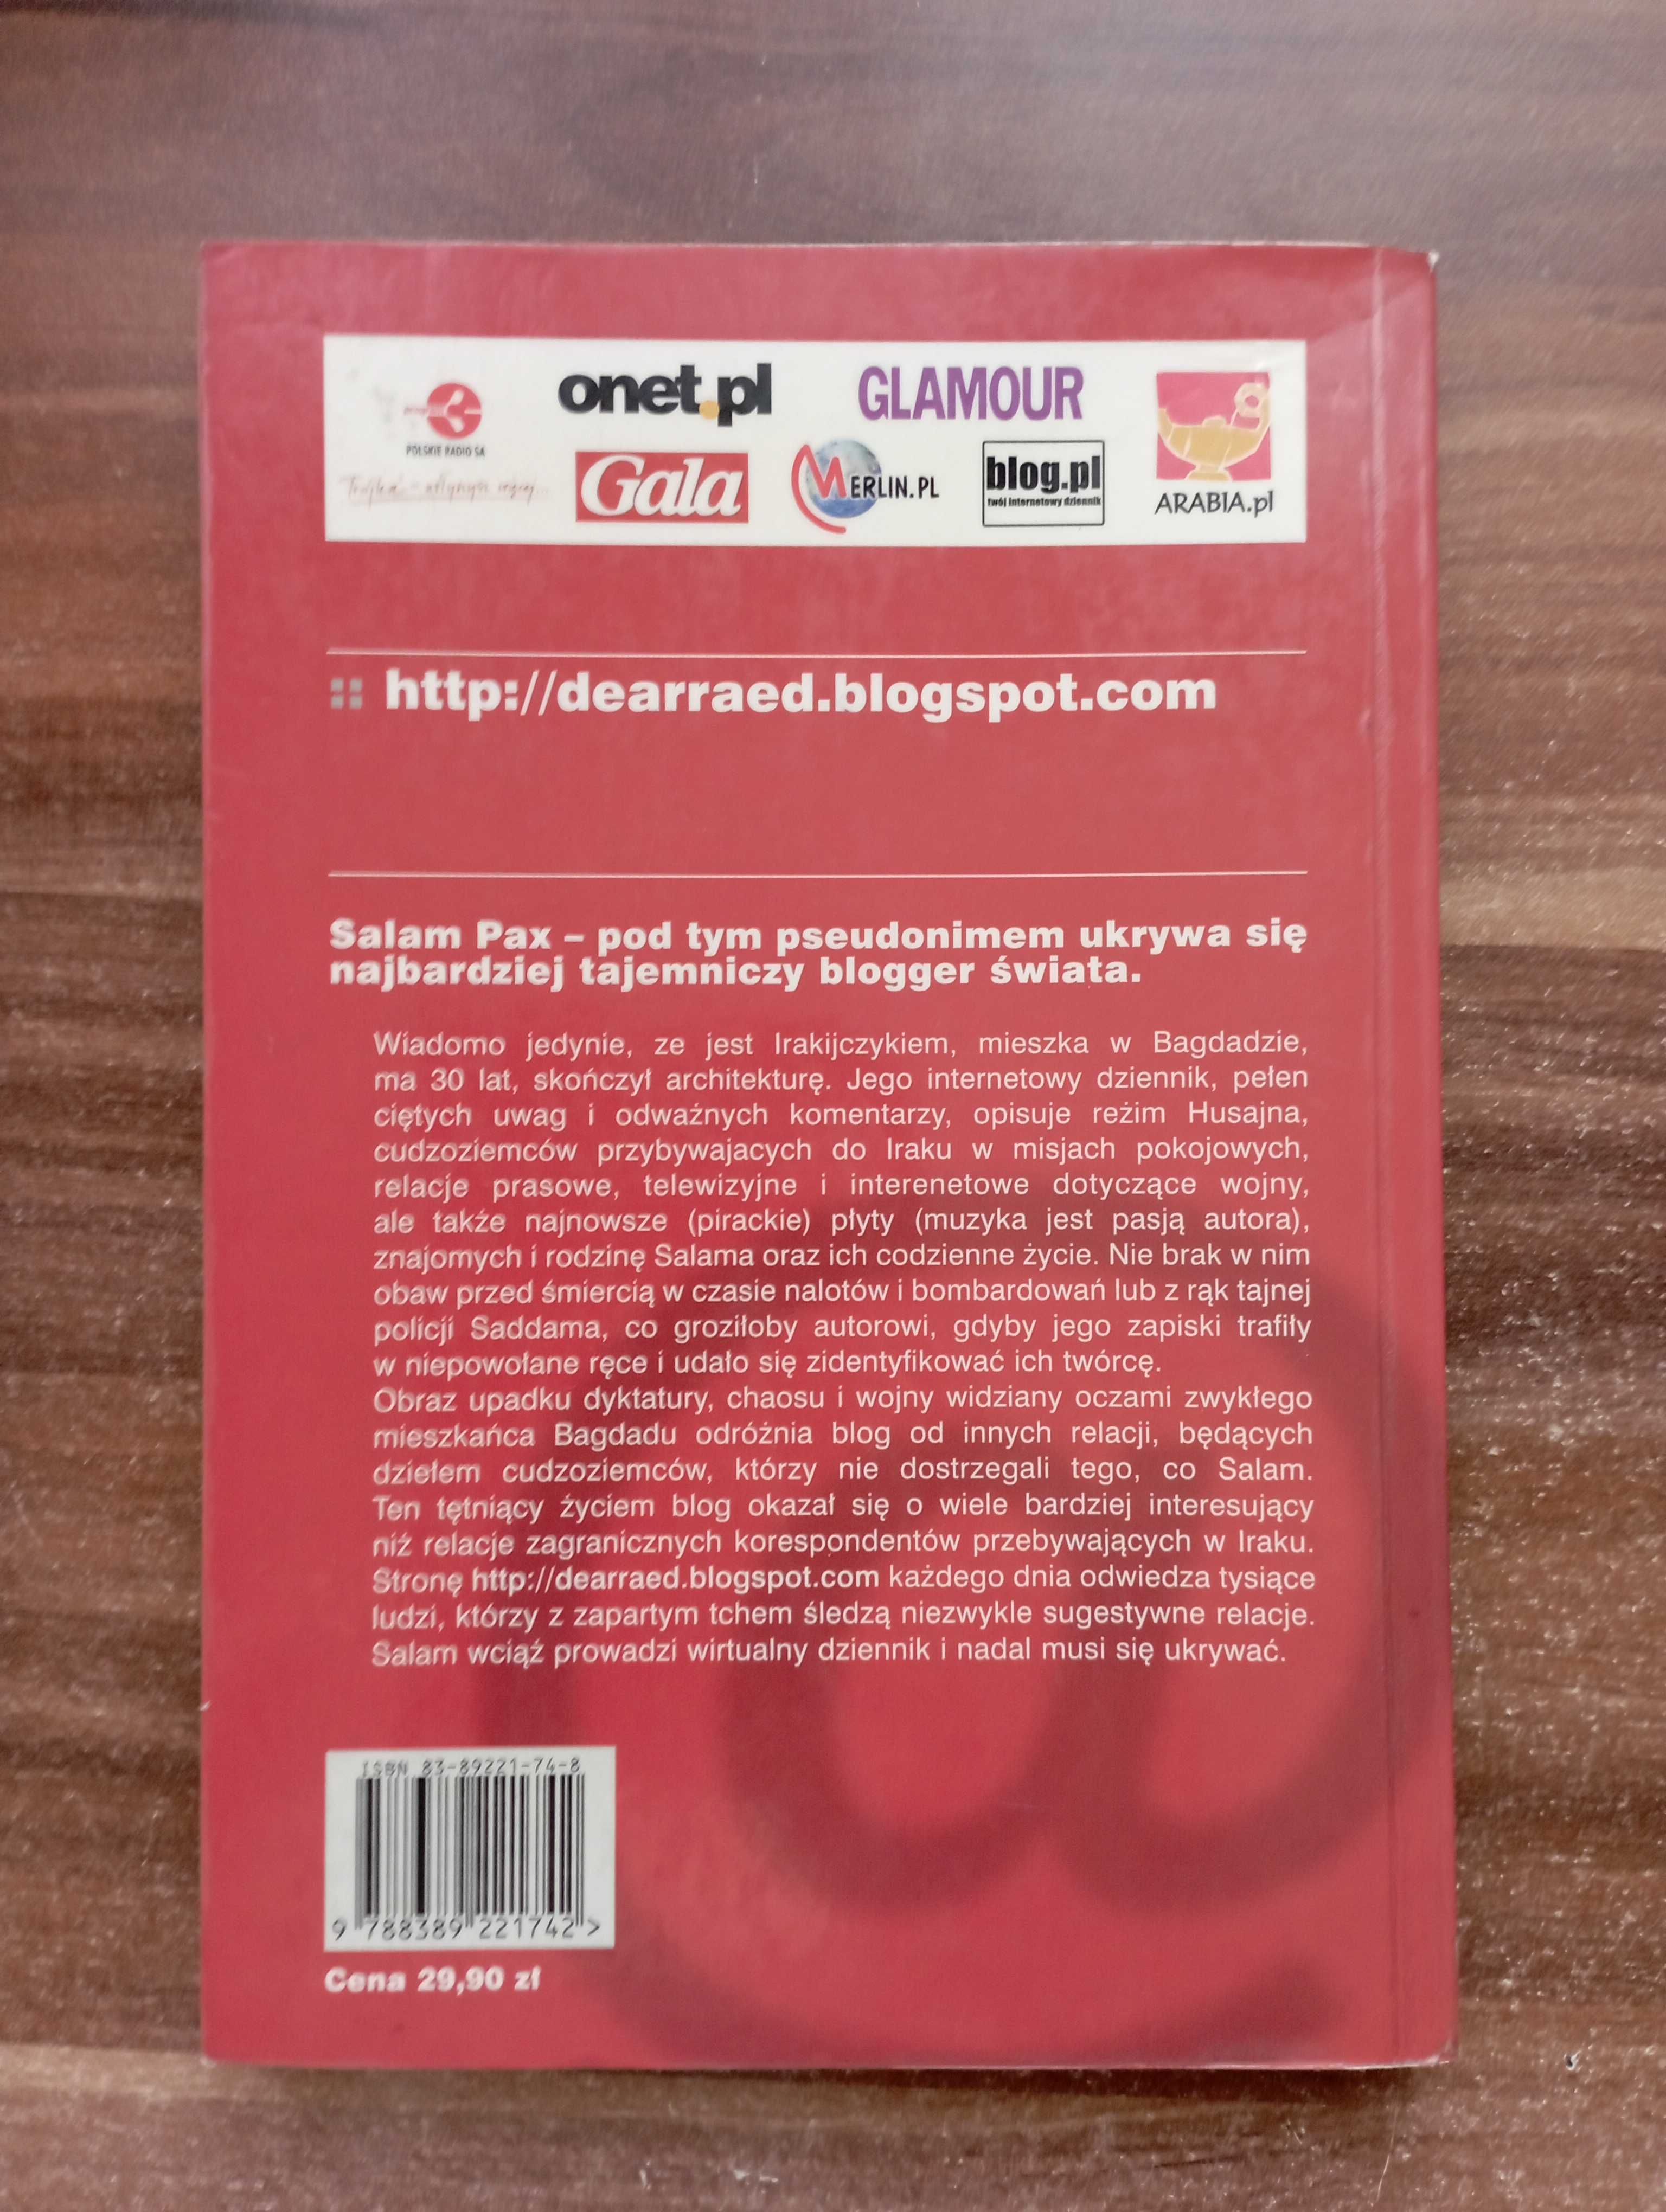 onet.pl
GLAMOUR
POLSKIE RADIO SA
Gala
MERLIN.PL
blog.pl
twój internetowy dziennik
ARABIA.pl
http://dearraed.blogspot.com
Salam Pax – pod tym pseudonimem ukrywa się
najbardziej tajemniczy blogger świata.
Wiadomo jedynie, ze jest Irakijczykiem, mieszka w Bagdadzie,
ma 30 lat, skończył architekturę. Jego internetowy dziennik, pełen
ciętych uwag i odważnych komentarzy, opisuje reżim Husajna,
cudzoziemców przybywajacych do Iraku w misjach pokojowych,
relacje prasowe, telewizyjne i interenetowe dotyczące wojny,
ale także najnowsze (pirackie) płyty (muzyka jest pasją autora),
znajomych i rodzinę Salama oraz ich codzienne życie. Nie brak w nim
obaw przed śmiercią w czasie nalotów i bombardowań lub z rąk tajnej
policji Saddama, co groziłoby autorowi, gdyby jego zapiski trafiły
w niepowołane ręce i udało się zidentyfikować ich twórcę.
Obraz upadku dyktatury, chaosu i wojny widziany oczami zwykłego
mieszkańca Bagdadu odróżnia blog od innych relacji, będących
dziełem cudzoziemców, którzy nie dostrzegali tego, co Salam.
Ten tętniący życiem blog okazał się o wiele bardziej interesujący
niż relacje zagranicznych korespondentów przebywających w Iraku.
Stronę http://dearraed.blogspot.com każdego dnia odwiedza tysiące
ludzi, którzy z zapartym tchem śledzą niezwykle sugestywne relacje.
Salam wciąż prowadzi wirtualny dziennik i nadal musi się ukrywać.
ISBN 83-89221-74-8
9 788389 221742 >
Cena 29,90 zł